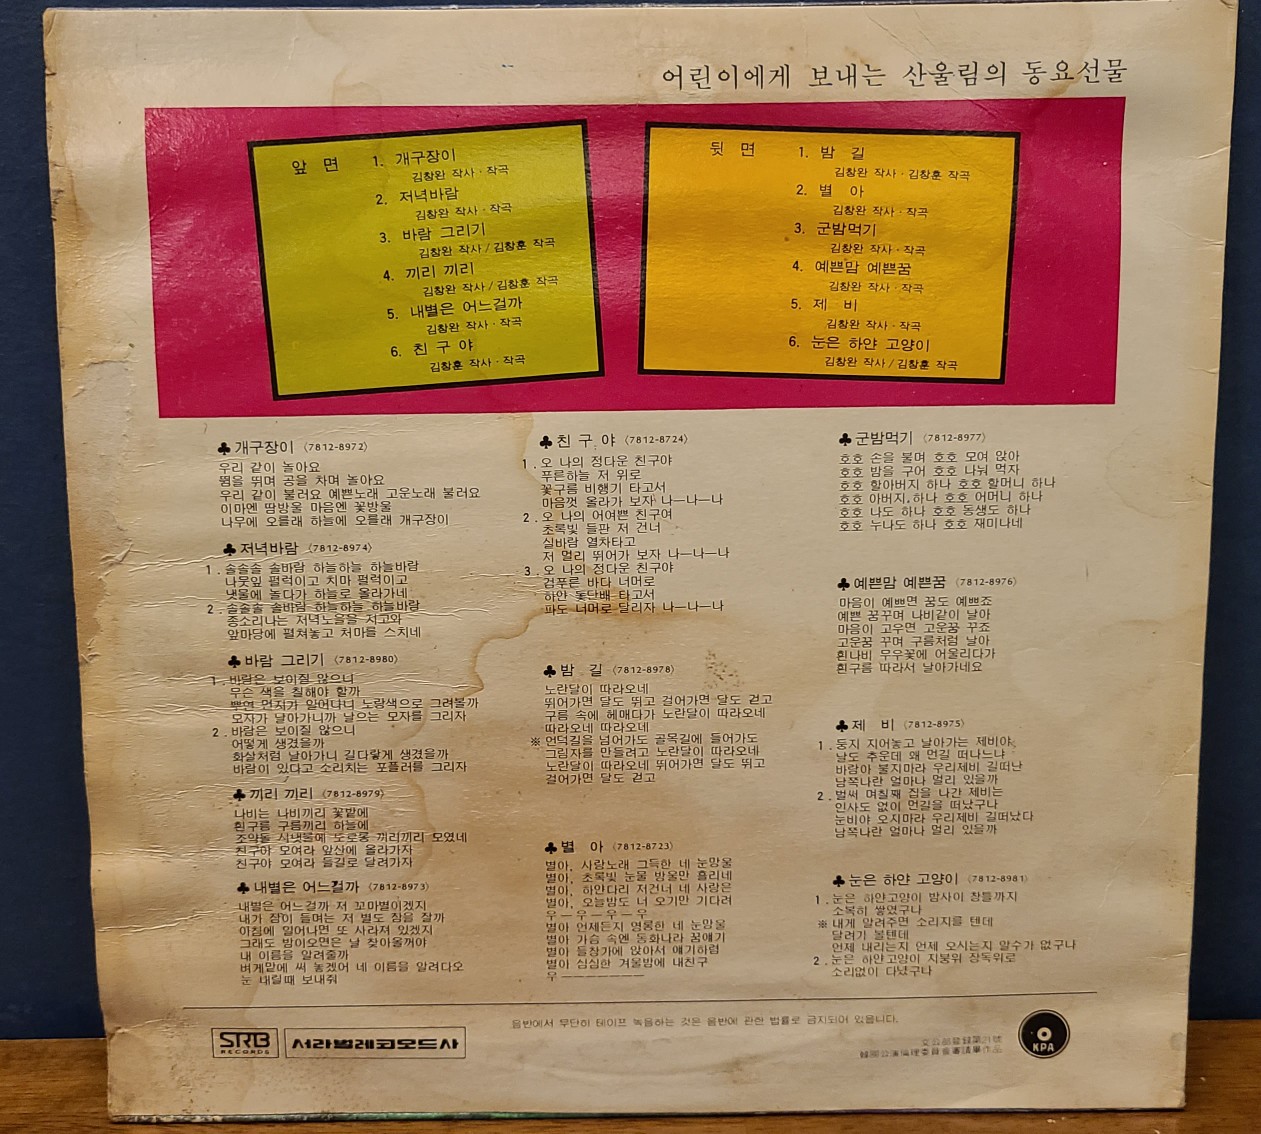 어린이에게 보내는 산울림의 동요선물
앞 면
1. 개구장이
김창완 작사·작곡
2. 저녁바람
김창완 작사·작곡
3. 바람 그리기
김창완 작사/김창훈 작곡
4. 끼리 끼리
김창완 작사/김창훈 작곡
5. 내별은 어느걸까
김창완 작사·작곡
6. 친 구 야
김창훈 작사·작곡
뒷 면
1. 밤 길
김창완 작사·김창훈 작곡
2. 별 아
김창완 작사·작곡
3. 군밤먹기
김창완 작사·작곡
4. 예쁜맘 예쁜꿈
김창완 작사·작곡
5. 제 비
김창완 작사·작곡
6. 눈은 하얀 고양이
김창완 작사/김창훈 작곡
♣개구장이 〈7812-8972〉
우리 같이 놀아요
뜀을 뛰며 공을 차며 놀아요
우리 같이 불러요 예쁜노래 고운노래 불러요
이마엔 땀방울 마음엔 꽃방울
나무에 오를래 하늘에 오를래 개구장이
♣저녁바람 〈7812-8974〉
1. 솔솔솔 솔바람 하늘하늘 하늘바람
나뭇잎 펄럭이고 치마 펄럭이고
냇물에 놀다가 하늘로 올라가네
2. 솔솔솔 솔바람 하늘하늘 하늘바람
종소리나는 저녁노을을 지고와
앞마당에 펼쳐놓고 처마를 스치네
♣바람 그리기 〈7812-8980〉
1. 바람은 보이질 않으니
무슨 색을 칠해야 할까
뿌연 먼지가 일어나니 노랑색으로 그려볼까
모자가 날아가니까 날으는 모자를 그리자
2. 바람은 보이질 않으니
어떻게 생겼을까
화살처럼 날아가니 길다랗게 생겼을까
바람이 있다고 소리치는 포플러를 그리자
♣끼리 끼리 〈7812-8979〉
나비는 나비끼리 꽃밭에
흰구름 구름끼리 하늘에
조약돌 시냇물에 또로롱 끼리끼리 모였네
친구야 모여라 앞산에 올라가자
친구야 모여라 들길로 달려가자
♣내별은 어느걸까 〈7812-8973〉
내별은 어느걸까 저 꼬마별이겠지
내가 잠이 들며는 저 별도 잠을 잘까
아침에 일어나면 또 사라져 있겠지
그래도 밤이오면은 날 찾아올꺼야
내 이름을 알려줄까
벼게맡에 써 놓겠어 네 이름을 알려다오
눈 내릴때 보내줘
♣친 구 야 〈7812-8724〉
1. 오 나의 정다운 친구야
푸른하늘 저 위로
꽃구름 비행기 타고서
마음껏 올라가 보자 나—나—나
2. 오 나의 어여쁜 친구여
초록빛 들판 저 건너
실바람 열차타고
저 멀리 뛰어가 보자 나—나—나
3. 오 나의 정다운 친구야
검푸른 바다 너머로
하얀 돛단배 타고서
파도 너머로 달리자 나—나—나
♣밤 길 〈7812-8978〉
노란달이 따라오네
뛰어가면 달도 뛰고 걸어가면 달도 걷고
구름 속에 헤매다가 노란달이 따라오네
따라오네 따라오네
※언덕길을 넘어가도 골목길에 들어가도
그림자를 만들려고 노란달이 따라오네
노란달이 따라오네 뛰어가면 달도 뛰고
걸어가면 달도 걷고
♣별 아 〈7812-8723〉
별아, 사랑노래 그득한 네 눈망울
별아, 초록빛 눈물 방울만 흘리네
별아, 하얀다리 저건너 네 사랑은
별아, 오늘밤도 너 오기만 기다려
우—우—우—우
별아 언제든지 영롱한 네 눈망울
별아 가슴 속엔 동화나라 꿈얘기
별아 들창가에 앉아서 얘기하렴
별아 심심한 겨울밤에 내친구
우——————
♣군밤먹기 〈7812-8977〉
호호 손을 불며 호호 모여 앉아
호호 밤을 구어 호호 나눠 먹자
호호 할아버지 하나 호호 할머니 하나
호호 아버지 하나 호호 어머니 하나
호호 나도 하나 호호 동생도 하나
호호 누나도 하나 호호 재미나네
♣예쁜맘 예쁜꿈 〈7812-8976〉
마음이 예쁘면 꿈도 예쁘죠
예쁜 꿈꾸며 나비같이 날아
마음이 고우면 고운꿈 꾸죠
고운꿈 꾸며 구름처럼 날아
흰나비 무우꽃에 어울리다가
흰구름 따라서 날아가네요
♣제 비 〈7812-8975〉
1. 둥지 지어놓고 날아가는 제비야
날도 추운데 왜 먼길 떠나느냐
바람아 불지마라 우리제비 길떠난
남쪽나란 얼마나 멀리 있을까
2. 벌써 며칠째 집을 나간 제비는
인사도 없이 먼길을 떠났구나
눈비야 오지마라 우리제비 길떠났다
남쪽나란 얼마나 멀리 있을까
♣눈은 하얀 고양이 〈7812-8981〉
1. 눈은 하얀고양이 밤사이 창틀까지
소복히 쌓였구나
※내게 알려주면 소리지를 텐데
달려가 볼텐데
언제 내리는지 언제 오시는지 알수가 없구나
2. 눈은 하얀고양이 지붕위 장독위로
소리없이 다녔구나
음반에서 무단히 테이프 녹음하는 것은 음반에 관한 법률로 금지되어 있읍니다.
SRB RECORDS
서라벌레코오드사
KPA